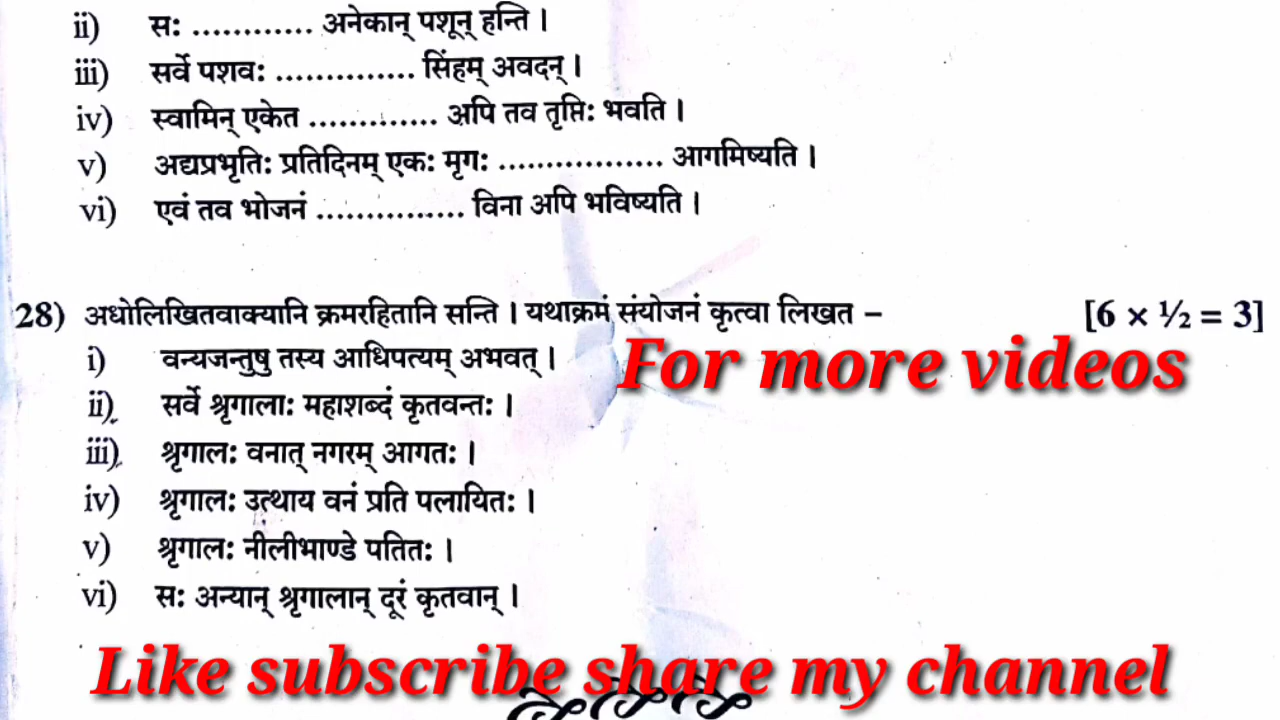 ii) सः ............ अनेकान् पशून् हन्ति ।
iii) सर्वे पशवः .............. सिंहम् अवदन् ।
iv) स्वामिन् एकेत ............. अपि तव तृप्तिः भवति ।
v) अद्यप्रभृतिः प्रतिदिनम् एकः मृगः ................. आगमिष्यति ।
vi) एवं तव भोजनं ............... विना अपि भविष्यति ।
28) अधोलिखितवाक्यानि क्रमरहितानि सन्ति । यथाक्रमं संयोजनं कृत्वा लिखत – [6 × ½ = 3]
i) वन्यजन्तुषु तस्य आधिपत्यम् अभवत् ।
For more videos
ii) सर्वे श्रृगालाः महाशब्दं कृतवन्तः ।
iii) श्रृगालः वनात् नगरम् आगतः ।
iv) श्रृगालः उत्थाय वनं प्रति पलायितः ।
v) श्रृगालः नीलीभाण्डे पतितः ।
vi) सः अन्यान् श्रृगालान् दूरं कृतवान् ।
Like subscribe share my channel